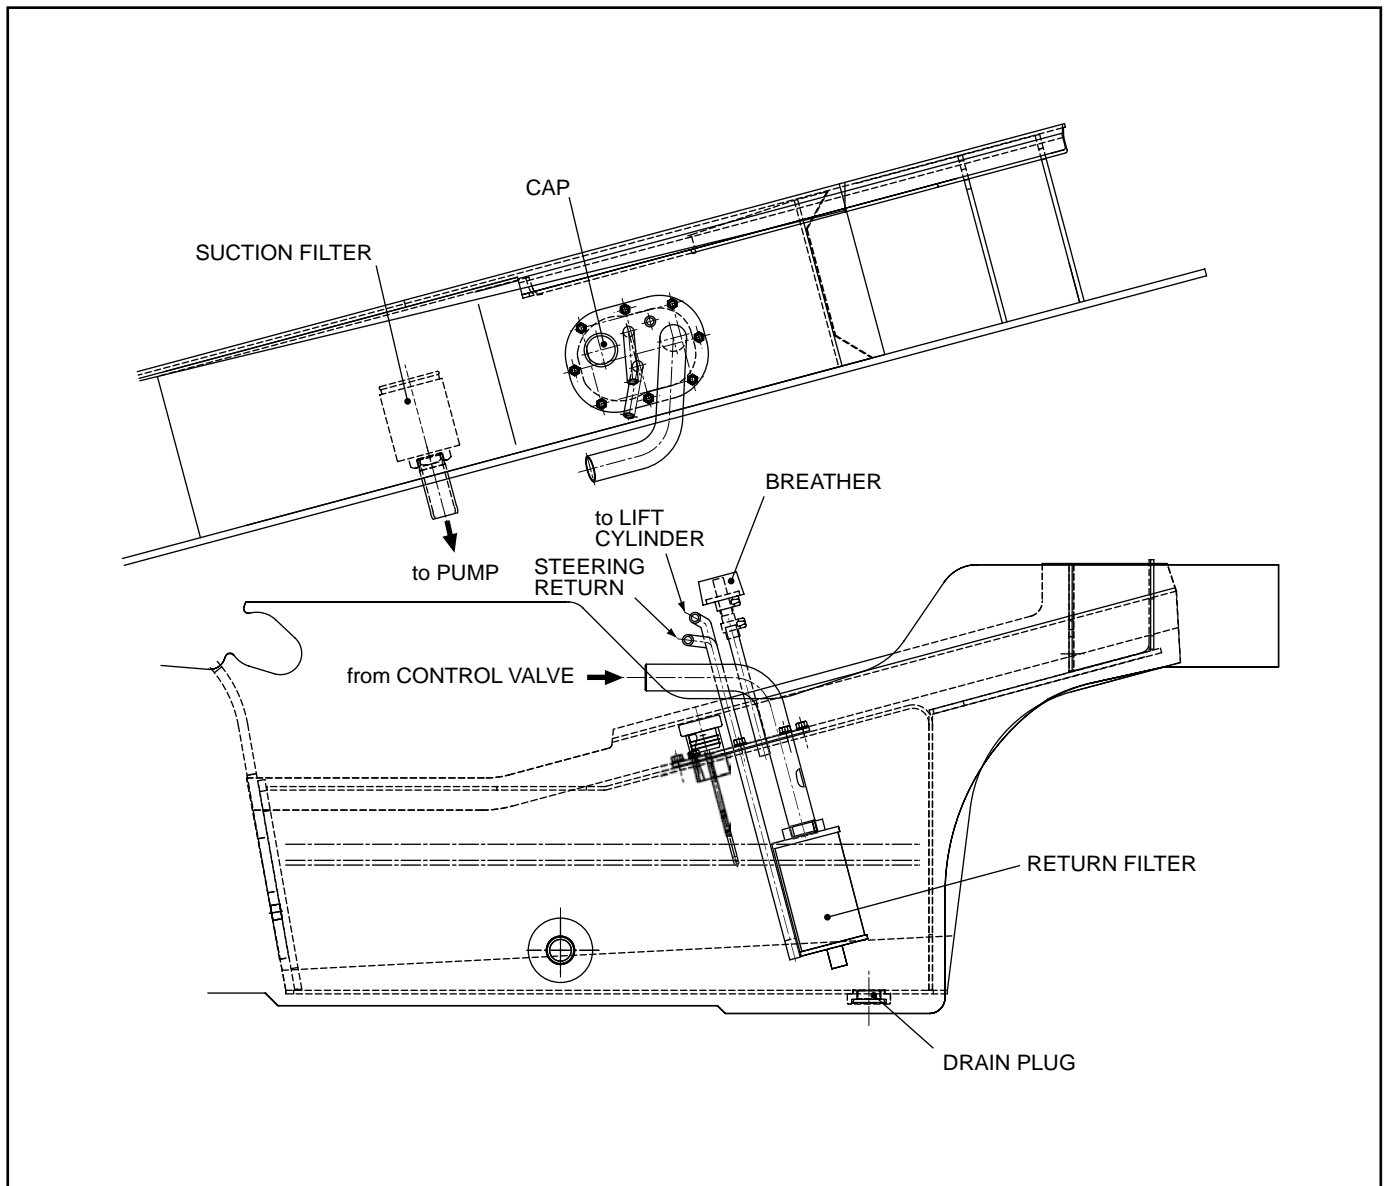 CAP
SUCTION FILTER
BREATHER
to LIFT
CYLINDER
STEERING
RETURN
to PUMP
from CONTROL VALVE
RETURN FILTER
DRAIN PLUG